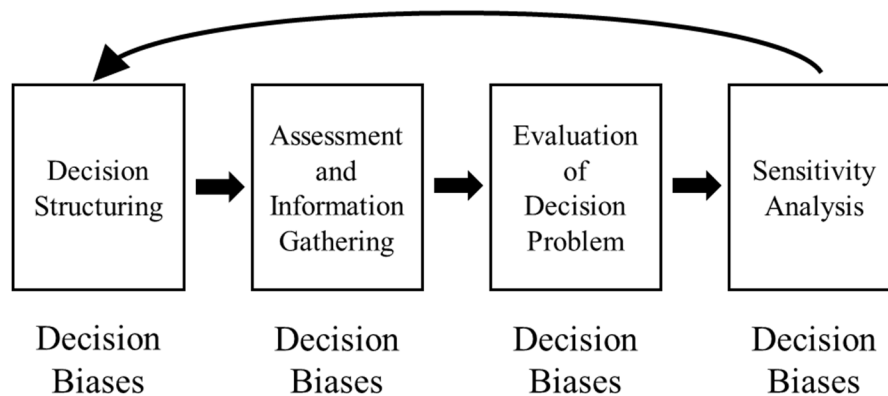 Decision
Structuring
Assessment
and
Information
Gathering
Evaluation
of
Decision
Problem
Sensitivity
Analysis
Decision
Biases
Decision
Biases
Decision
Biases
Decision
Biases